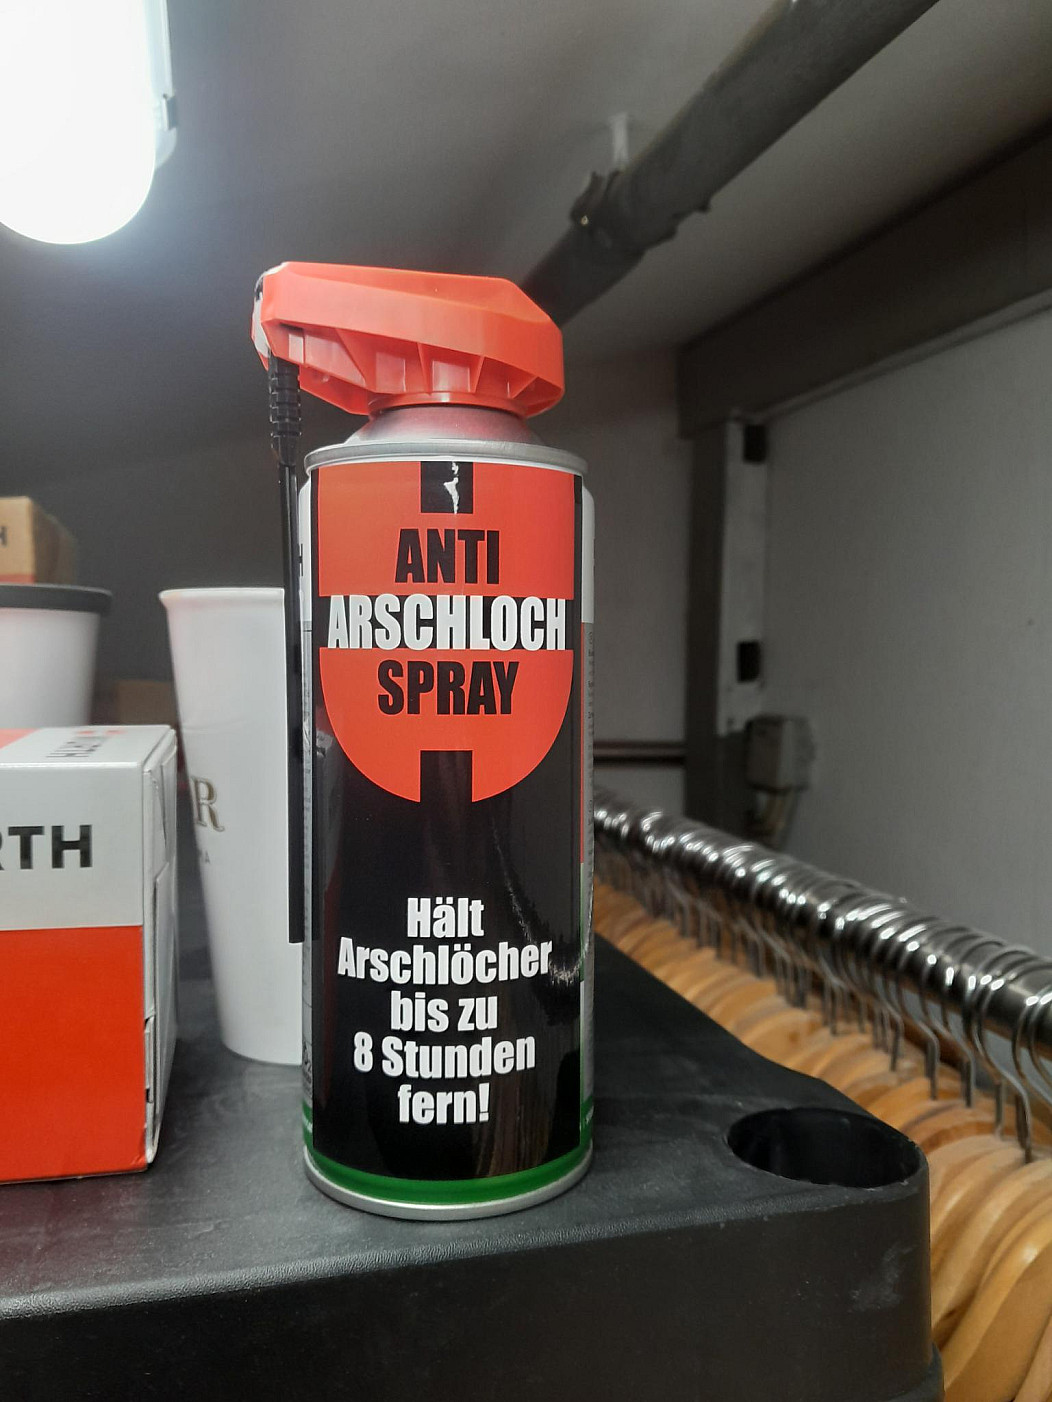 ANTI
ARSCHLOCH
SPRAY
Hält
Arschlöcher
bis zu
8 Stunden
fern!
RTH
R